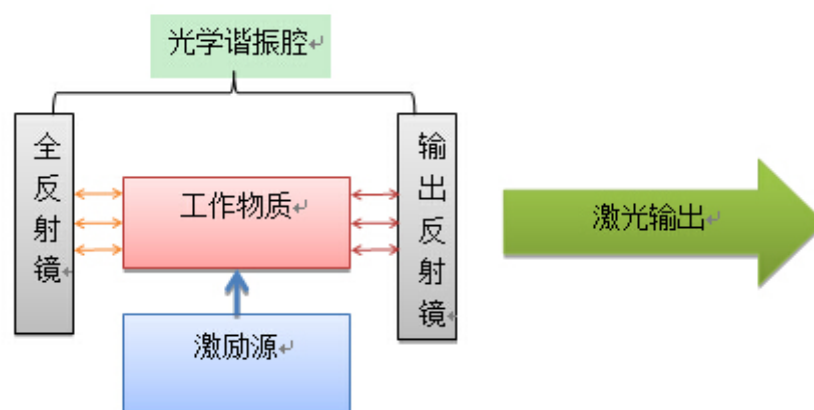 光学谐振腔
全反射镜
工作物质
输出反射镜
激光输出
激励源